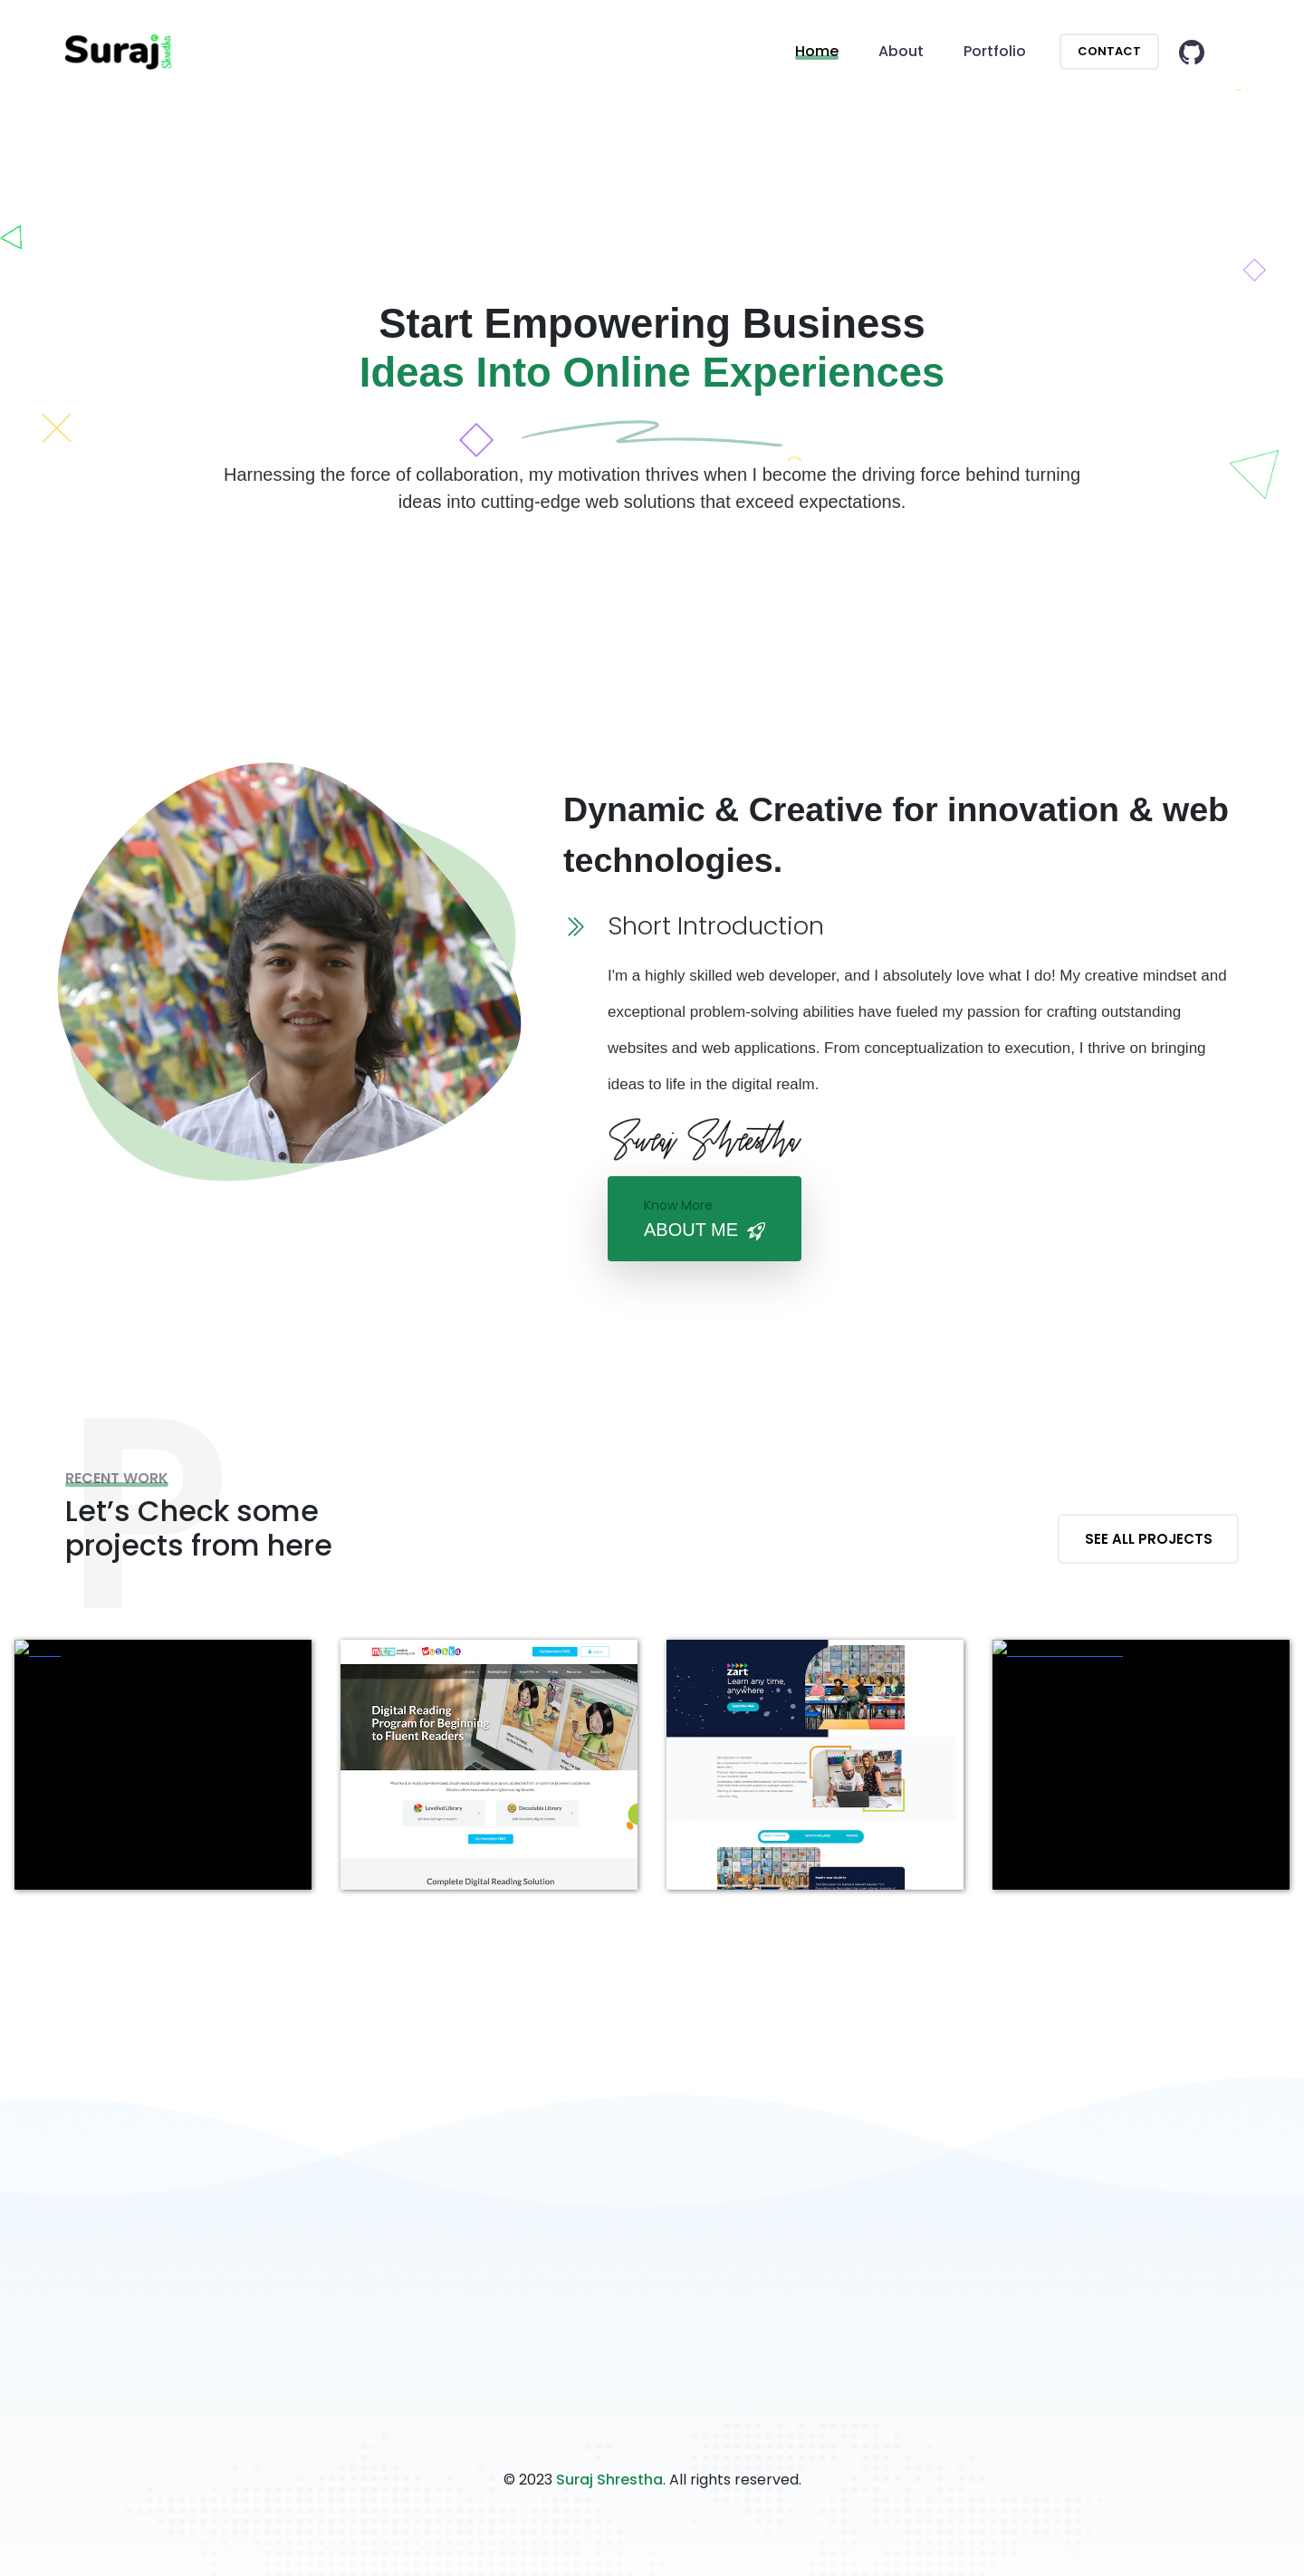 Suraj
Shrestha
Home
About
Portfolio
CONTACT
Start Empowering Business
Ideas Into Online Experiences
Harnessing the force of collaboration, my motivation thrives when I become the driving force behind turning
ideas into cutting-edge web solutions that exceed expectations.
Dynamic & Creative for innovation & web
technologies.
Short Introduction
I'm a highly skilled web developer, and I absolutely love what I do! My creative mindset and
exceptional problem-solving abilities have fueled my passion for crafting outstanding
websites and web applications. From conceptualization to execution, I thrive on bringing
ideas to life in the digital realm.
Suraj Shrestha
Know More
ABOUT ME
P
RECENT WORK
Let’s Check some
projects from here
SEE ALL PROJECTS
Digital Reading
Program for Beginning
to Fluent Readers
Levelled Library
Decodable Library
Complete Digital Reading Solution
zart
Learn any time,
anywhere
© 2023 Suraj Shrestha. All rights reserved.